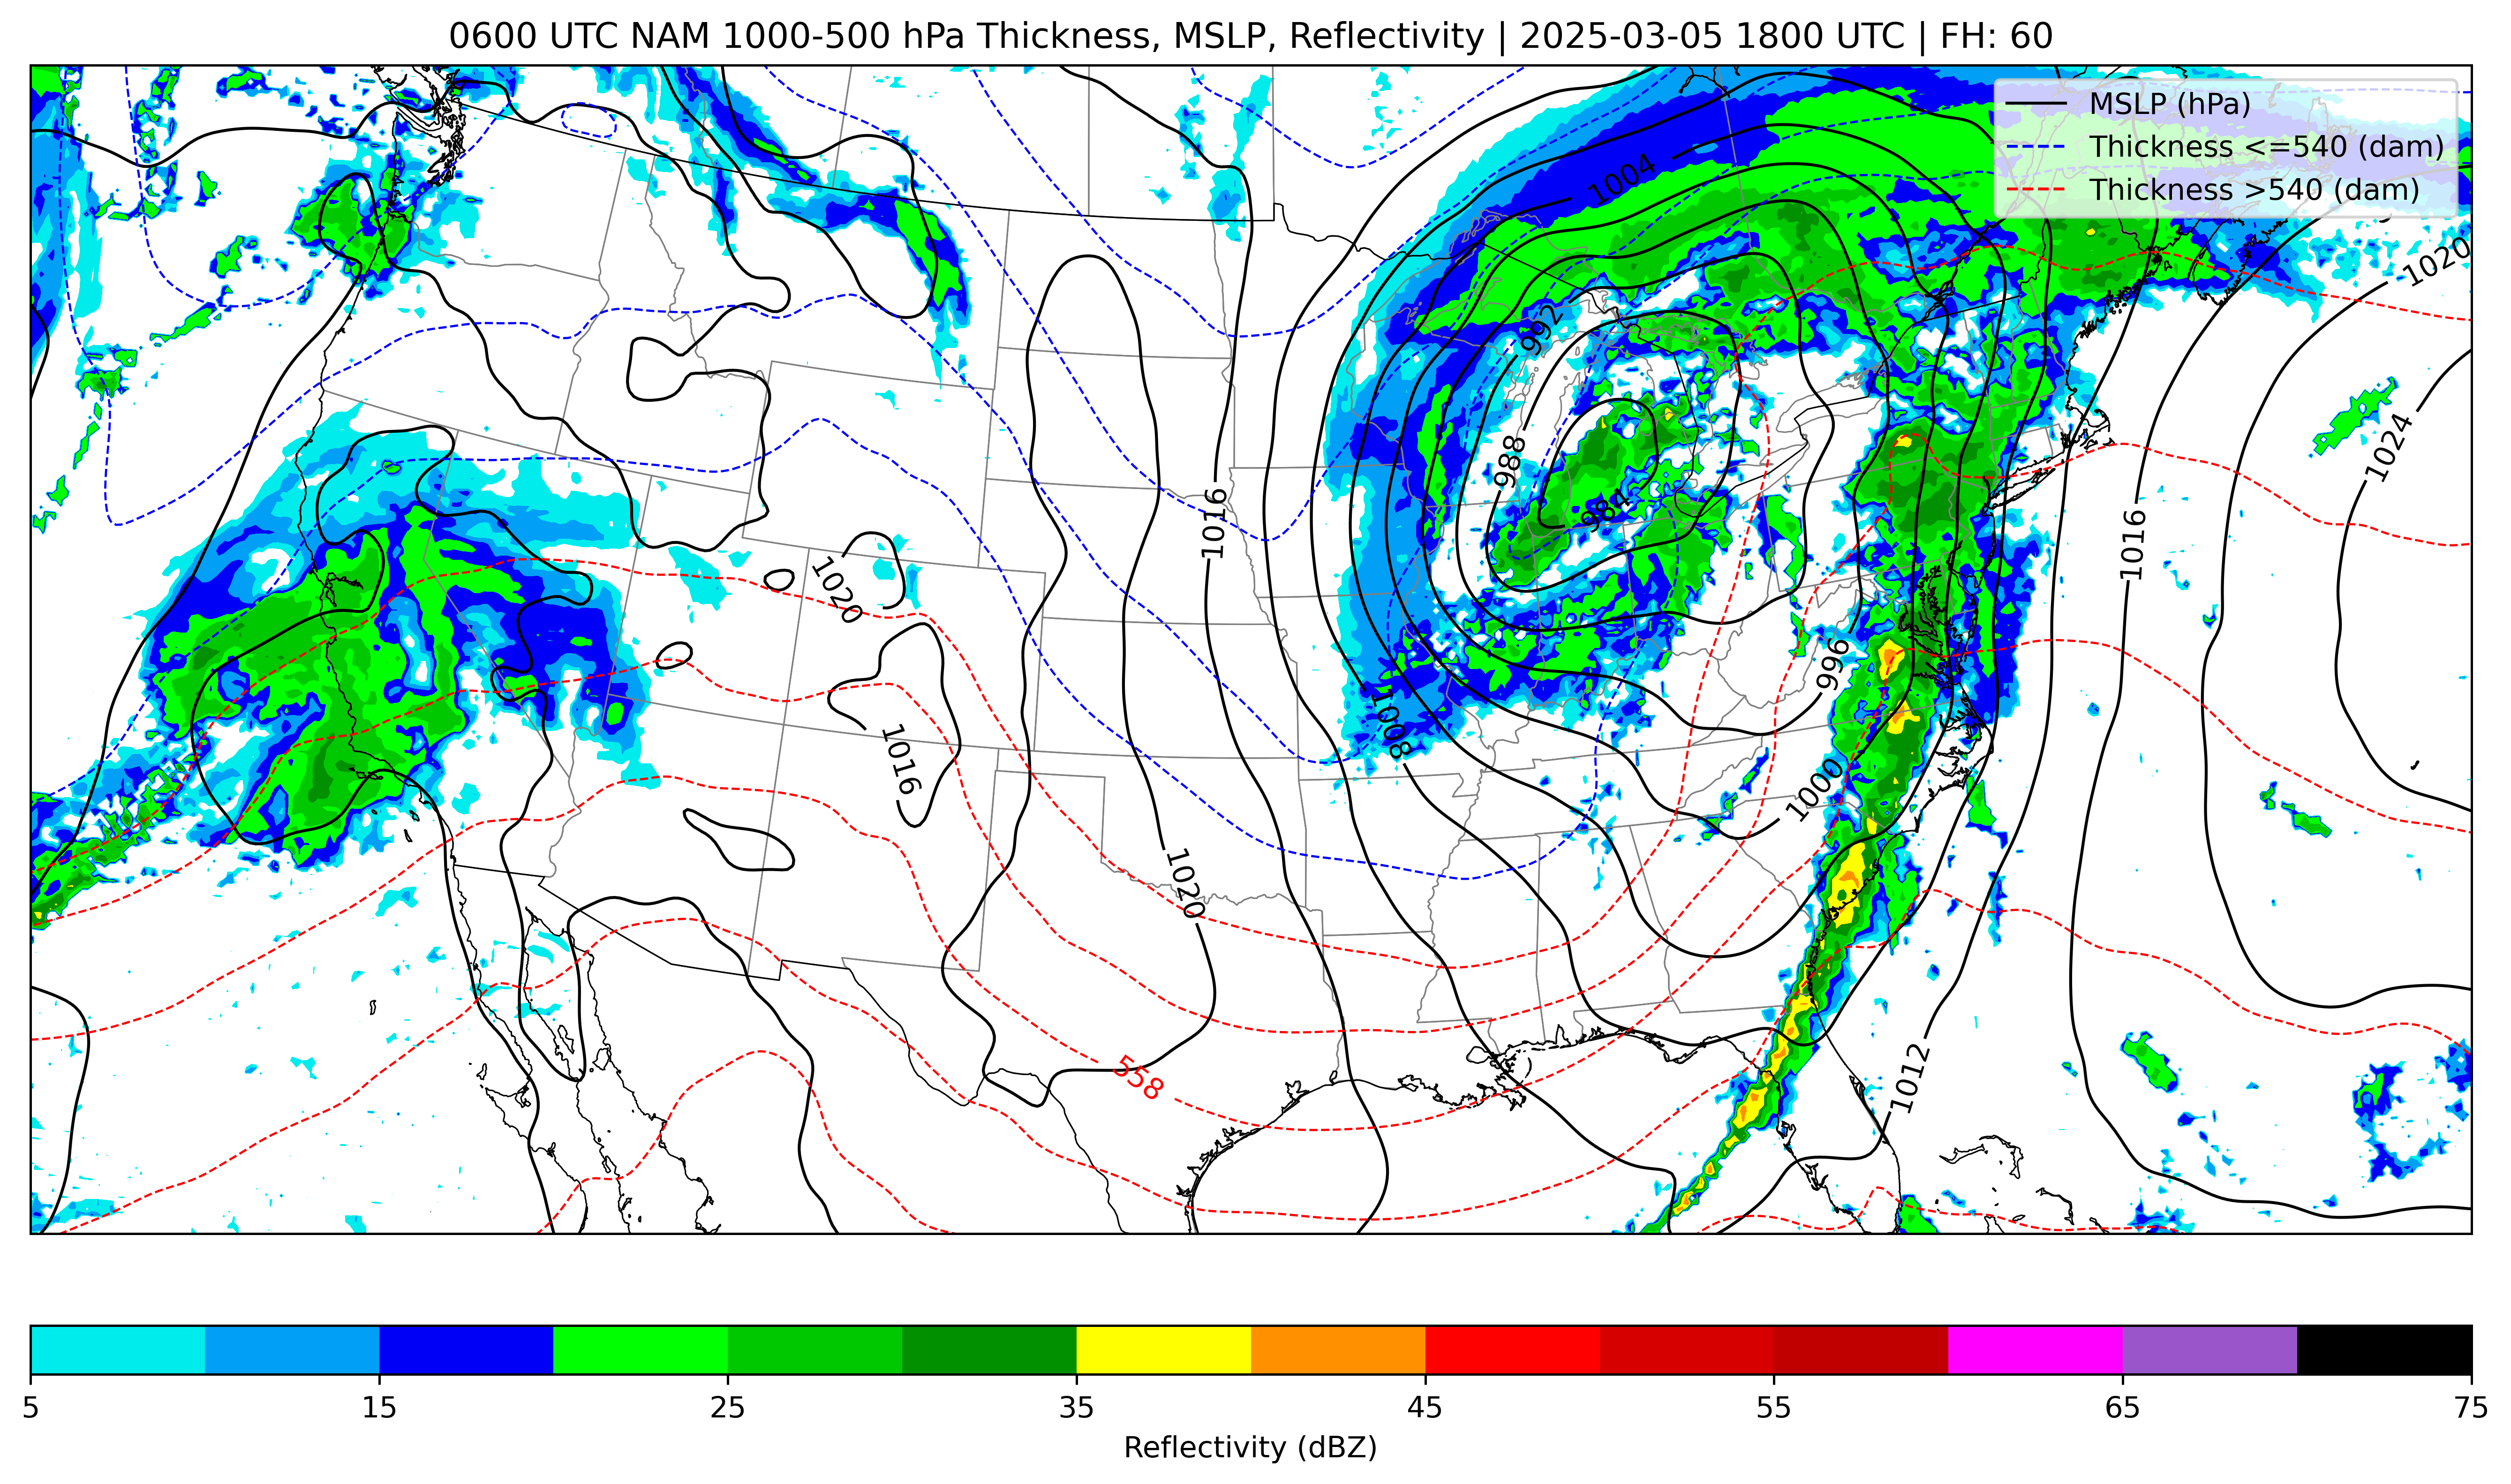 0600 UTC NAM 1000-500 hPa Thickness, MSLP, Reflectivity | 2025-03-05 1800 UTC | FH: 60
MSLP (hPa)
Thickness <=540 (dam)
Thickness >540 (dam)
1004
1020
992
1024
988
984
1016
1016
1020
996
1008
1016
1000
1020
558
1012
5 15 25 35 45 55 65 75
Reflectivity (dBZ)